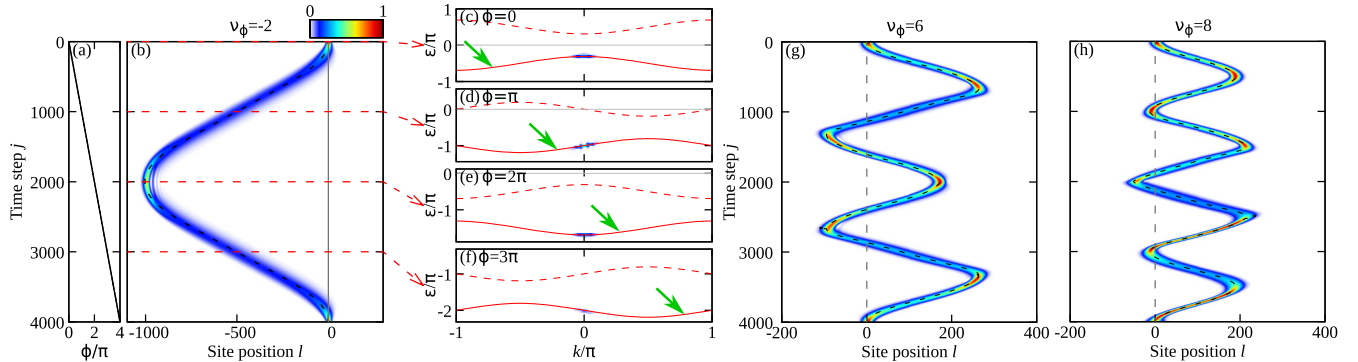 ν_ϕ=-2
0 1
(a)
(b)
0
1000
2000
3000
4000
Time step j
0 2 4
ϕ/π
-1000 -500 0
Site position l
(c) ϕ=0
ε/π
1
0
-1
(d) ϕ=π
ε/π
0
-1
(e) ϕ=2π
ε/π
0
-1
(f) ϕ=3π
ε/π
-1
-2
-1 0 1
k/π
ν_ϕ=6
(g)
Time step j
0
1000
2000
3000
4000
-200 0 200 400
Site position l
ν_ϕ=8
(h)
-200 0 200 400
Site position l